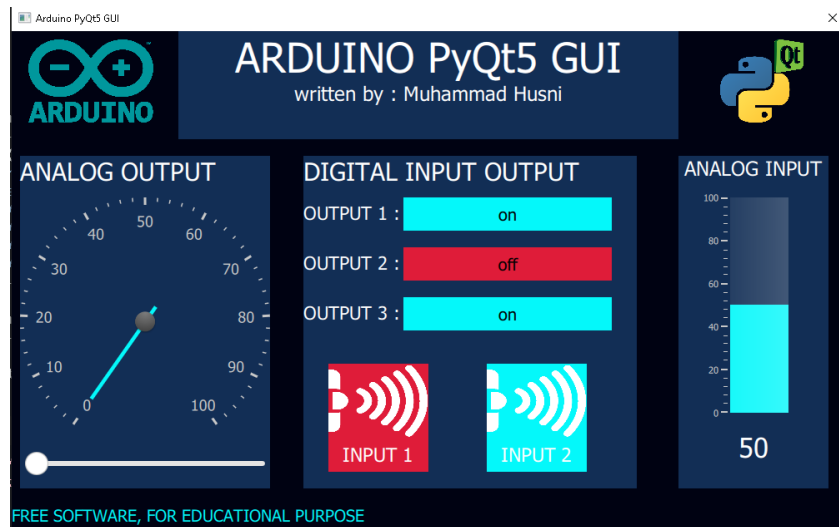 Arduino PyQt5 GUI
ARDUINO
ARDUINO PyQt5 GUI
written by : Muhammad Husni
Qt
ANALOG OUTPUT
0
10
20
30
40
50
60
70
80
90
100
DIGITAL INPUT OUTPUT
OUTPUT 1 : on
OUTPUT 2 : off
OUTPUT 3 : on
INPUT 1
INPUT 2
ANALOG INPUT
100
80
60
40
20
0
50
FREE SOFTWARE, FOR EDUCATIONAL PURPOSE